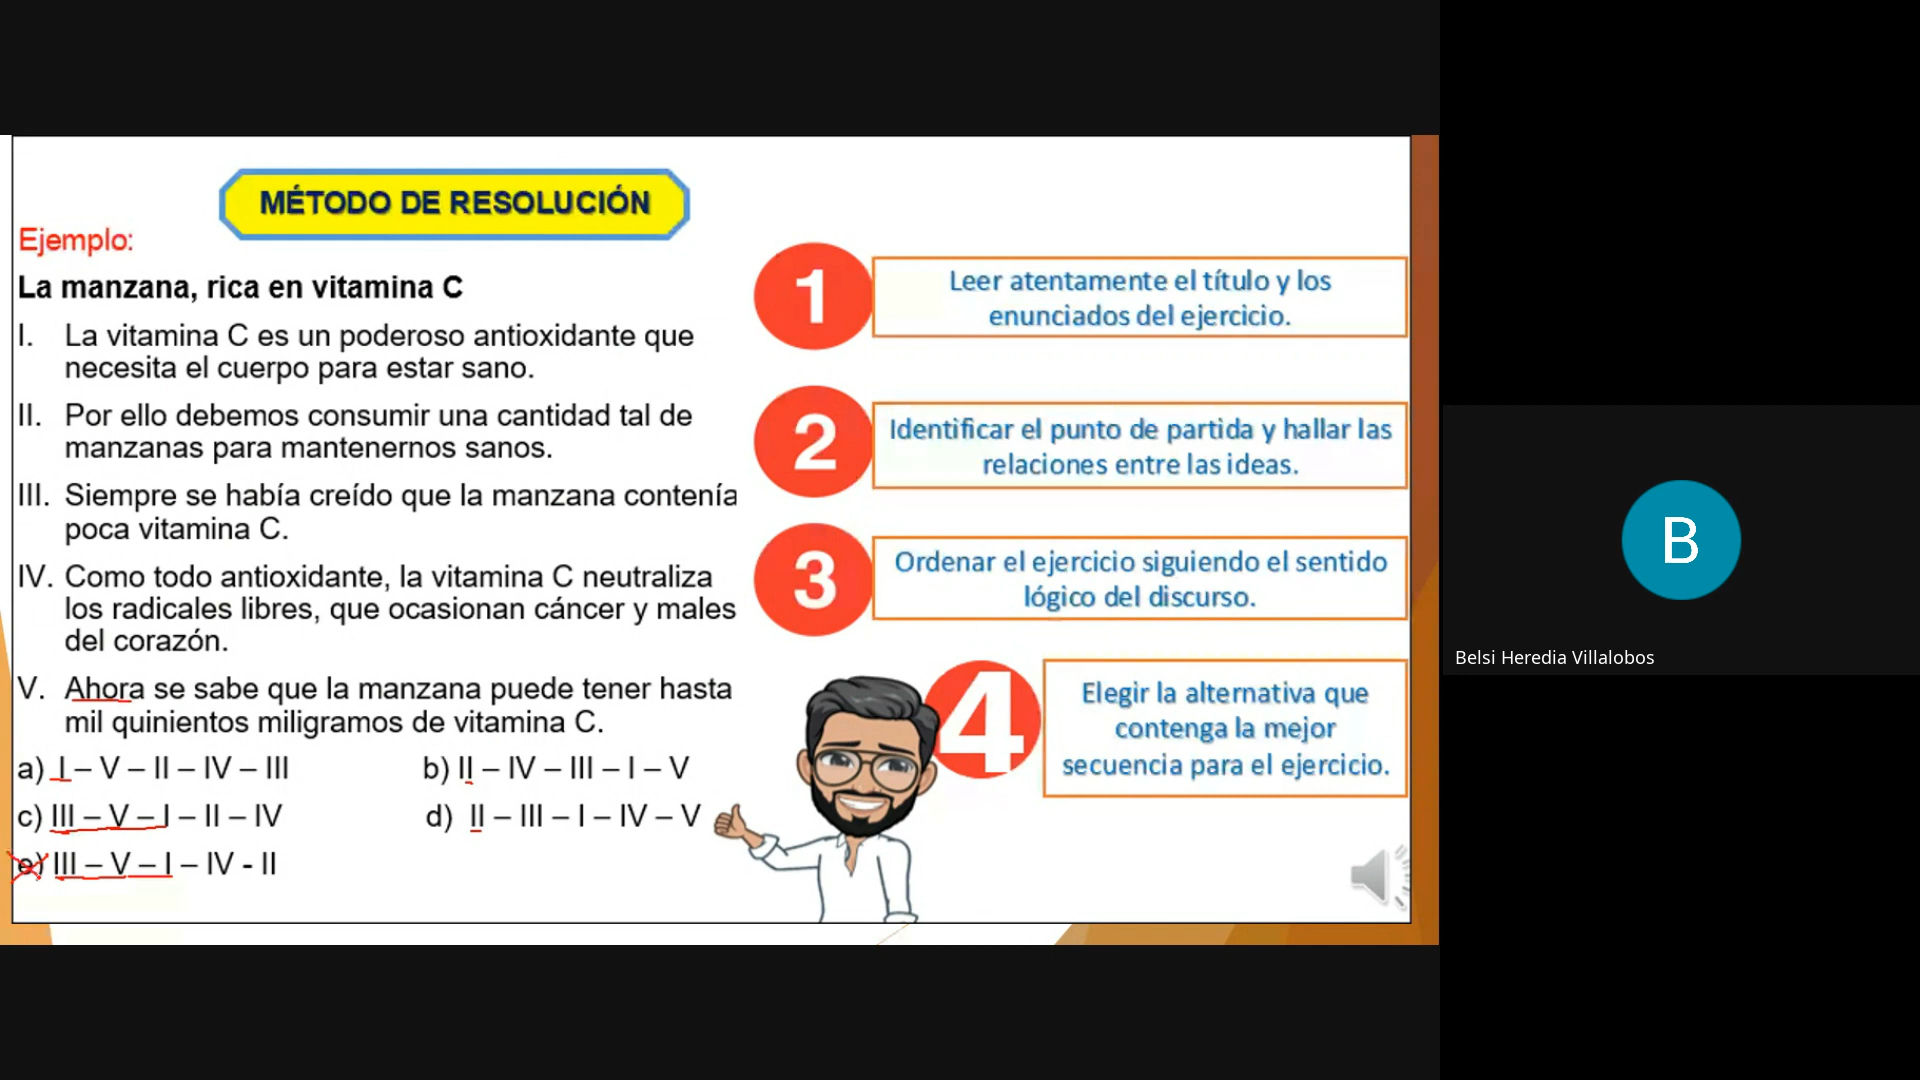 MÉTODO DE RESOLUCIÓN
Ejemplo:
La manzana, rica en vitamina C
I. La vitamina C es un poderoso antioxidante que
necesita el cuerpo para estar sano.
II. Por ello debemos consumir una cantidad tal de
manzanas para mantenernos sanos.
III. Siempre se había creído que la manzana contenía
poca vitamina C.
IV. Como todo antioxidante, la vitamina C neutraliza
los radicales libres, que ocasionan cáncer y males
del corazón.
V. Ahora se sabe que la manzana puede tener hasta
mil quinientos miligramos de vitamina C.
a) I – V – II – IV – III
b) II – IV – III – I – V
c) III – V – I – II – IV
d) II – III – I – IV – V
e) III – V – I – IV - II
1
Leer atentamente el título y los
enunciados del ejercicio.
2
Identificar el punto de partida y hallar las
relaciones entre las ideas.
3
Ordenar el ejercicio siguiendo el sentido
lógico del discurso.
4
Elegir la alternativa que
contenga la mejor
secuencia para el ejercicio.
B
Belsi Heredia Villalobos